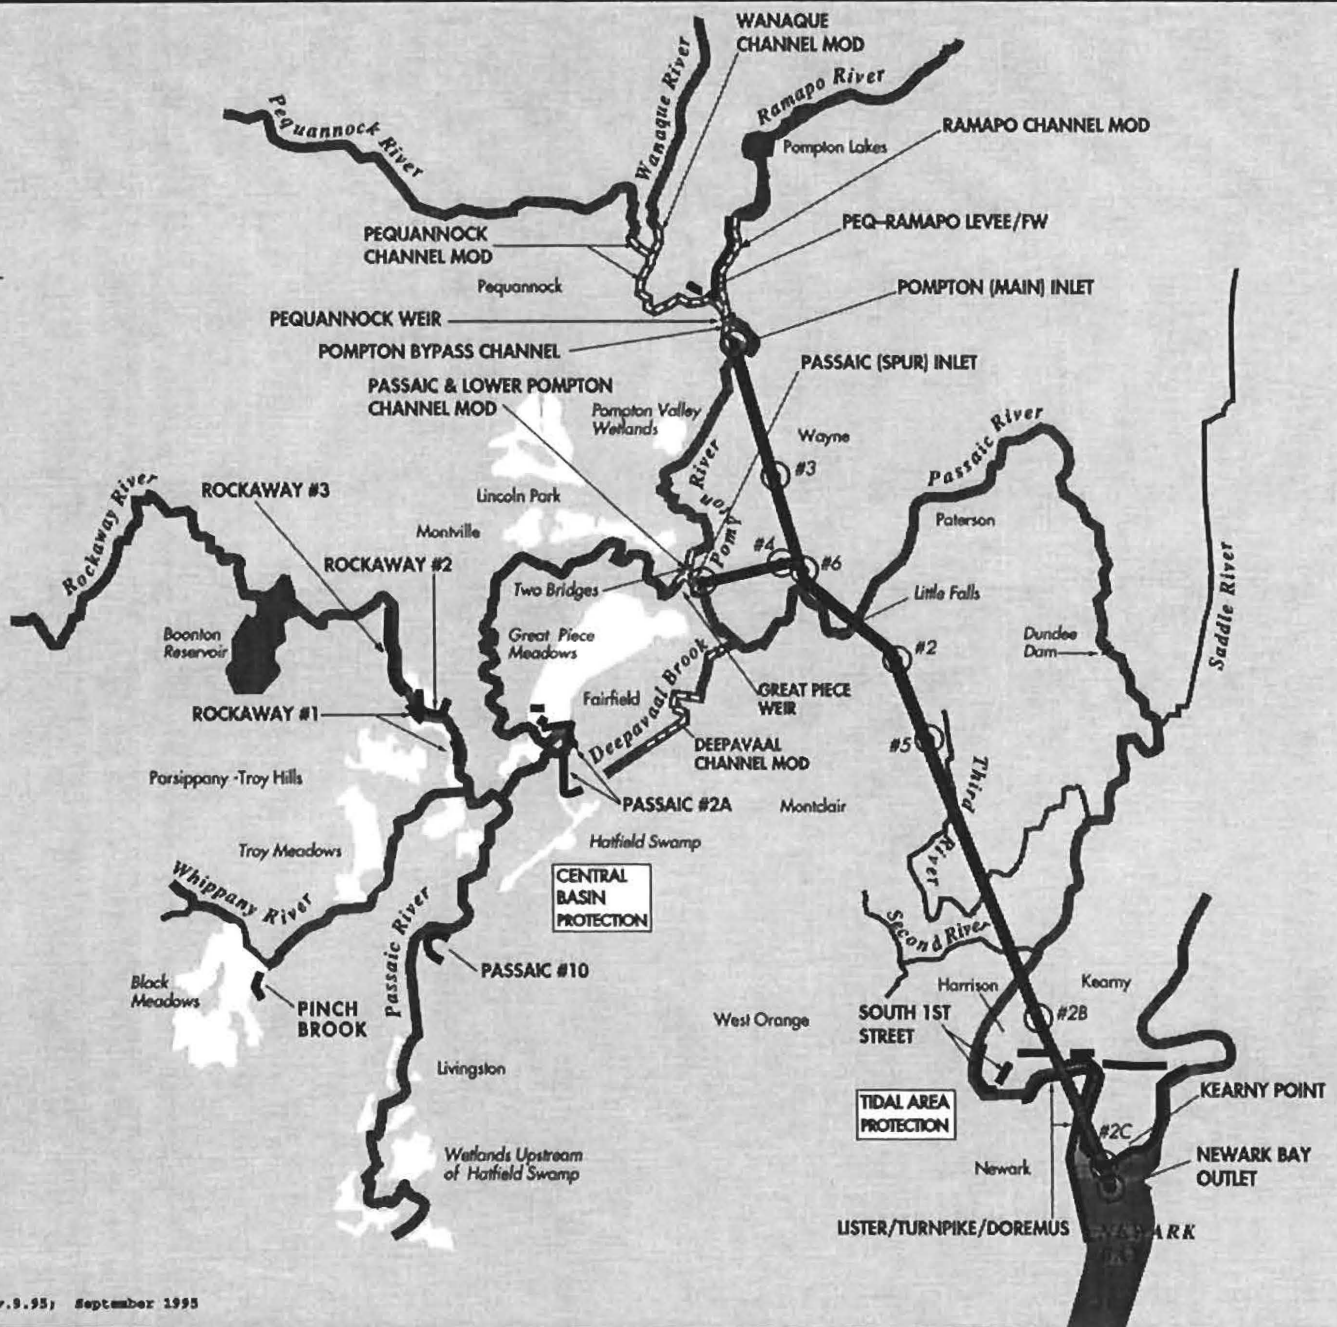 WANAQUE
CHANNEL MOD
Wanaque River
Ramapo River
Pequannock River
RAMAPO CHANNEL MOD
Pompton Lakes
PEQUANNOCK
CHANNEL MOD
PEQ-RAMAPO LEVEE/FW
Pequannock
POMPTON (MAIN) INLET
PEQUANNOCK WEIR
POMPTON BYPASS CHANNEL
PASSAIC (SPUR) INLET
PASSAIC & LOWER POMPTON
CHANNEL MOD
Pompton Valley
Wetlands
Wayne
Passaic River
River
#3
Rockaway River
ROCKAWAY #3
Lincoln Park
Paterson
Montville
#4
#6
ROCKAWAY #2
Two Bridges
Little Falls
Saddle River
Boonton
Reservoir
Great Piece
Meadows
Dundee
Dam
#2
Fairfield
Deepavaal Brook
GREAT PIECE
WEIR
ROCKAWAY #1
#5
DEEPAVAAL
CHANNEL MOD
Parsippany -Troy Hills
PASSAIC #2A
Montclair
Third
River
Troy Meadows
Hatfield Swamp
Whippany River
CENTRAL
BASIN
PROTECTION
Passaic River
Second River
PASSAIC #10
Black
Meadows
Harrison
Kearny
PINCH
BROOK
West Orange
SOUTH 1ST
STREET
#2B
Livingston
TIDAL AREA
PROTECTION
KEARNY POINT
#2C
Wetlands Upstream
of Hatfield Swamp
Newark
NEWARK BAY
OUTLET
LISTER/TURNPIKE/DOREMUS
NEWARK
BAY
v.9.95; September 1995